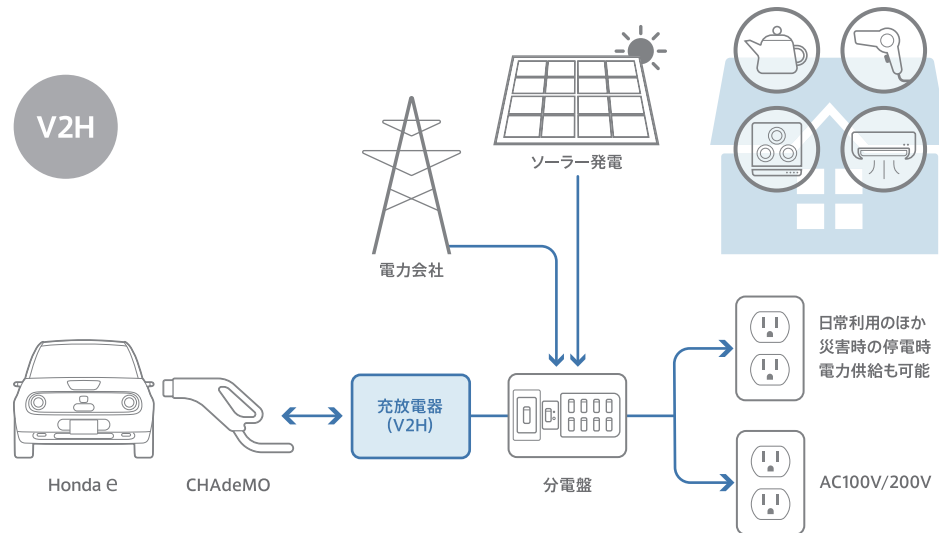 V2H
ソーラー発電
電力会社
日常利用のほか
災害時の停電時
電力供給も可能
充放電器
(V2H)
Honda e
CHAdeMO
分電盤
AC100V/200V